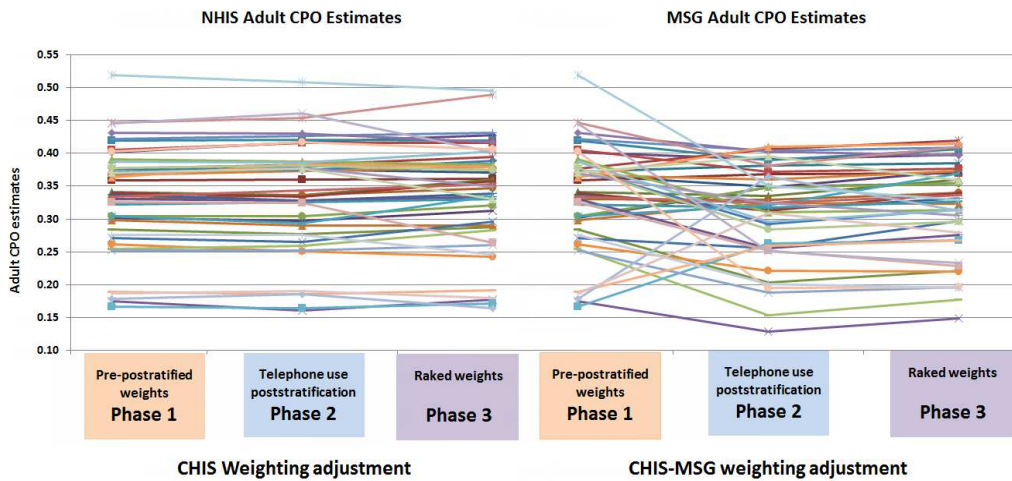 NHIS Adult CPO Estimates
MSG Adult CPO Estimates
Adult CPO estimates
0.55
0.50
0.45
0.40
0.35
0.30
0.25
0.20
0.15
0.10
Pre-postratified
weights
Phase 1
Telephone use
poststratification
Phase 2
Raked weights
Phase 3
Pre-postratified
weights
Phase 1
Telephone use
poststratification
Phase 2
Raked weights
Phase 3
CHIS Weighting adjustment
CHIS-MSG weighting adjustment